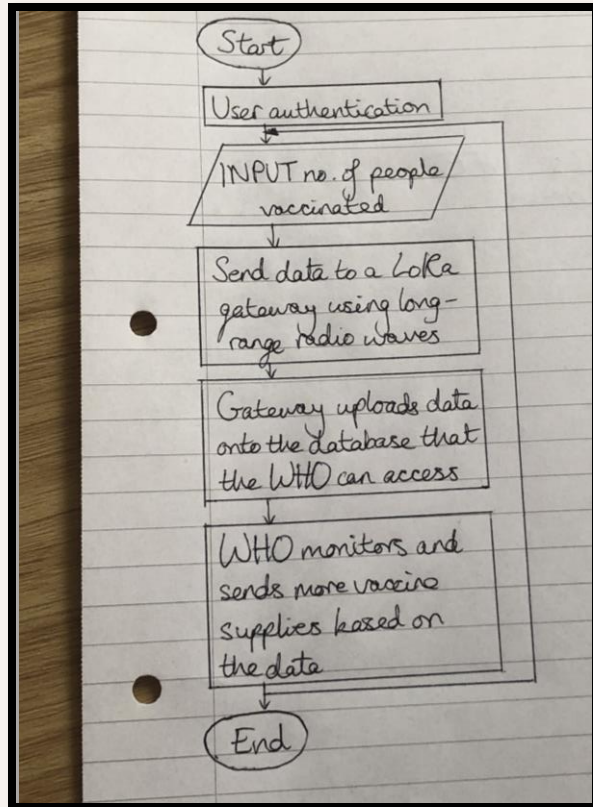 Start
User authentication
INPUT no. of people
vaccinated
Send data to a LoRa
gateway using long-
range radio waves
Gateway uploads data
onto the database that
the WHO can access
WHO monitors and
sends more vaccine
supplies based on
the data
End